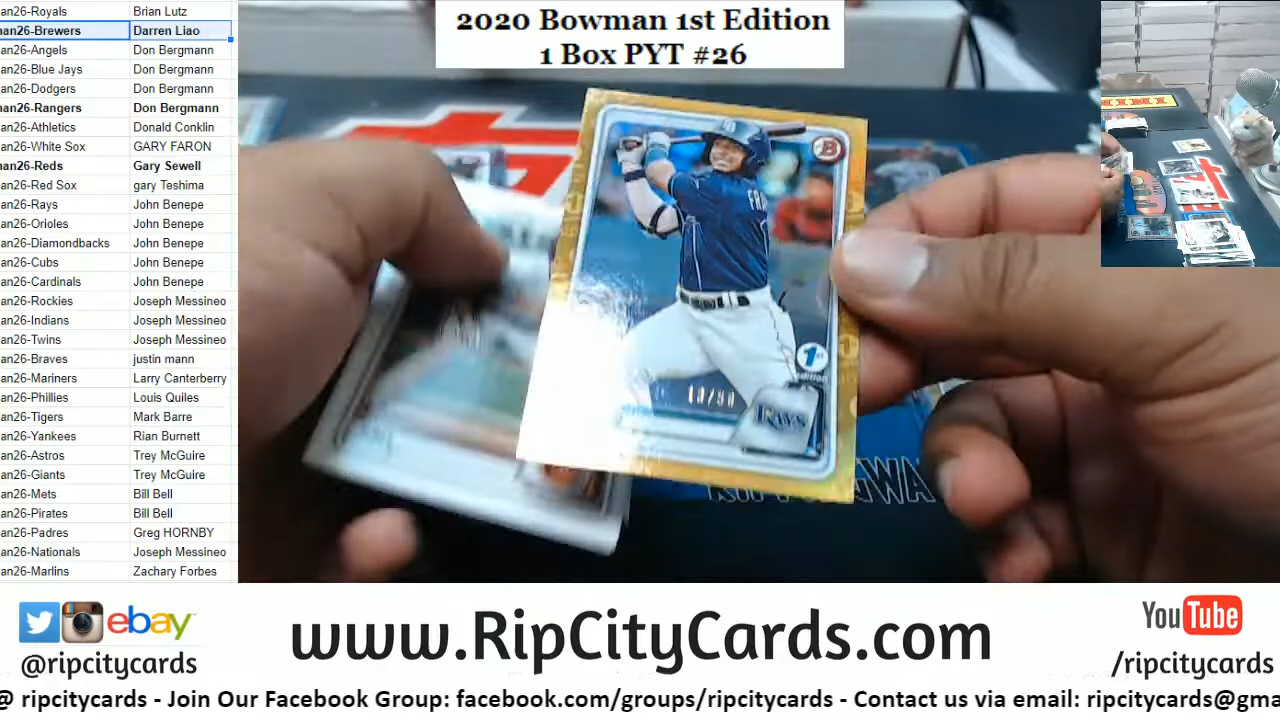 an26-Royals Brian Lutz
nan26-Brewers Darren Liao
an26-Angels Don Bergmann
an26-Blue Jays Don Bergmann
an26-Dodgers Don Bergmann
nan26-Rangers Don Bergmann
an26-Athletics Donald Conklin
an26-White Sox GARY FARON
nan26-Reds Gary Sewell
an26-Red Sox gary Teshima
an26-Rays John Benepe
an26-Orioles John Benepe
an26-Diamondbacks John Benepe
an26-Cubs John Benepe
an26-Cardinals John Benepe
an26-Rockies Joseph Messineo
an26-Indians Joseph Messineo
an26-Twins Joseph Messineo
an26-Braves justin mann
an26-Mariners Larry Canterberry
an26-Phillies Louis Quiles
an26-Tigers Mark Barre
an26-Yankees Rian Burnett
an26-Astros Trey McGuire
an26-Giants Trey McGuire
an26-Mets Bill Bell
an26-Pirates Bill Bell
an26-Padres Greg HORNBY
an26-Nationals Joseph Messineo
an26-Marlins Zachary Forbes
2020 Bowman 1st Edition
1 Box PYT #26
B
FRA
1st
edition
RAYS
ebay
@ripcitycards
www.RipCityCards.com
YouTube
/ripcitycards
@ ripcitycards - Join Our Facebook Group: facebook.com/groups/ripcitycards - Contact us via email: ripcitycards@gma